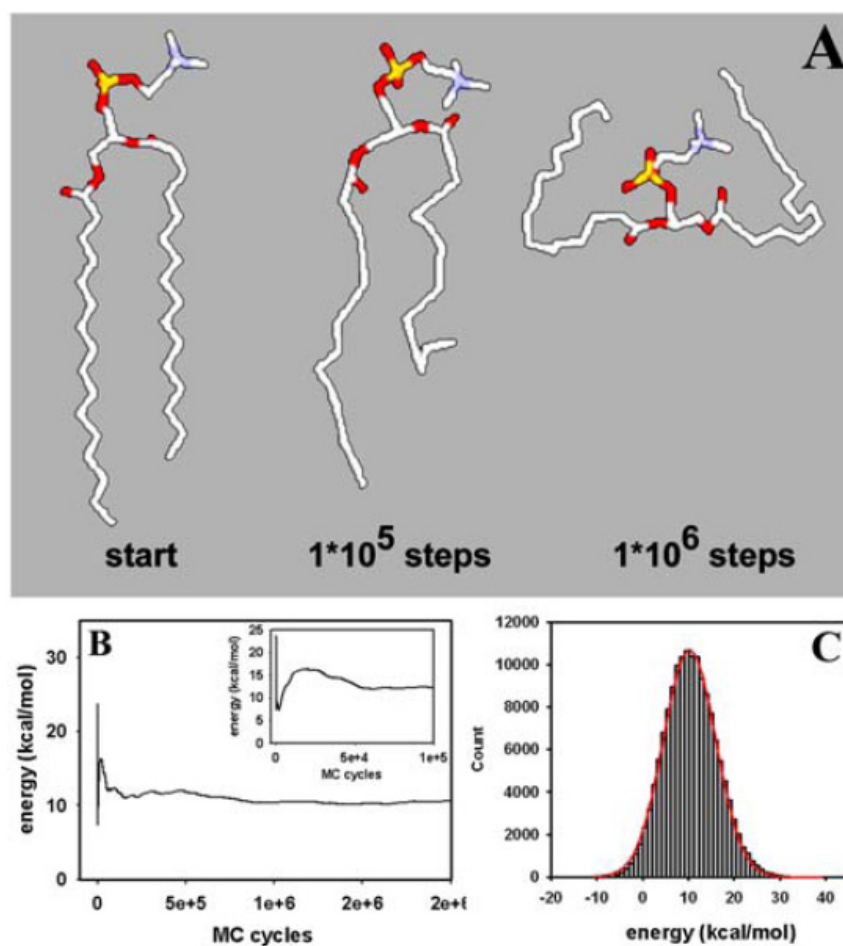 A
start 1*10^5 steps 1*10^6 steps
B
energy (kcal/mol)
30
20
10
0
0 5e+5 1e+6 2e+6 2e+6
MC cycles
energy (kcal/mol)
25
20
15
10
5
0
0 5e+4 1e+5
MC cycles
C
Count
12000
10000
8000
6000
4000
2000
0
-20 -10 0 10 20 30 40
energy (kcal/mol)